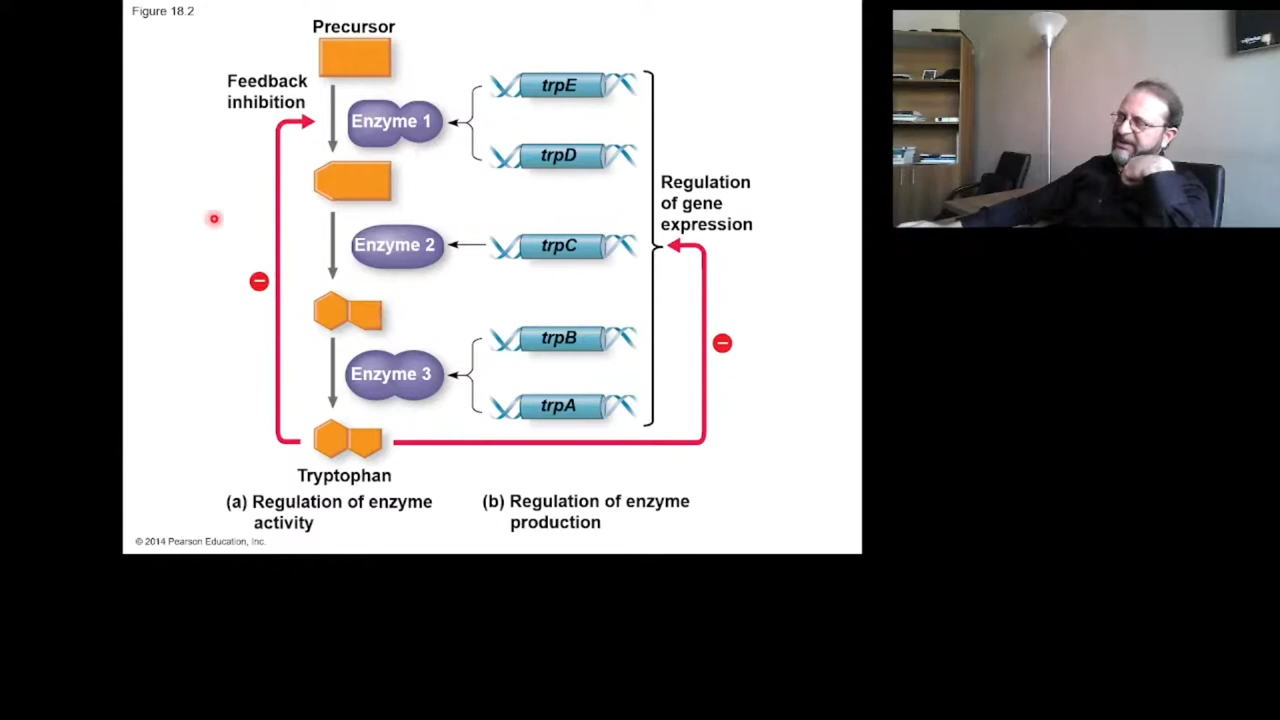 Figure 18.2
Precursor
Feedback
inhibition
Enzyme 1
trpE
trpD
Regulation
of gene
expression
Enzyme 2
trpC
−
−
Enzyme 3
trpB
trpA
Tryptophan
(a) Regulation of enzyme
activity
(b) Regulation of enzyme
production
© 2014 Pearson Education, Inc.